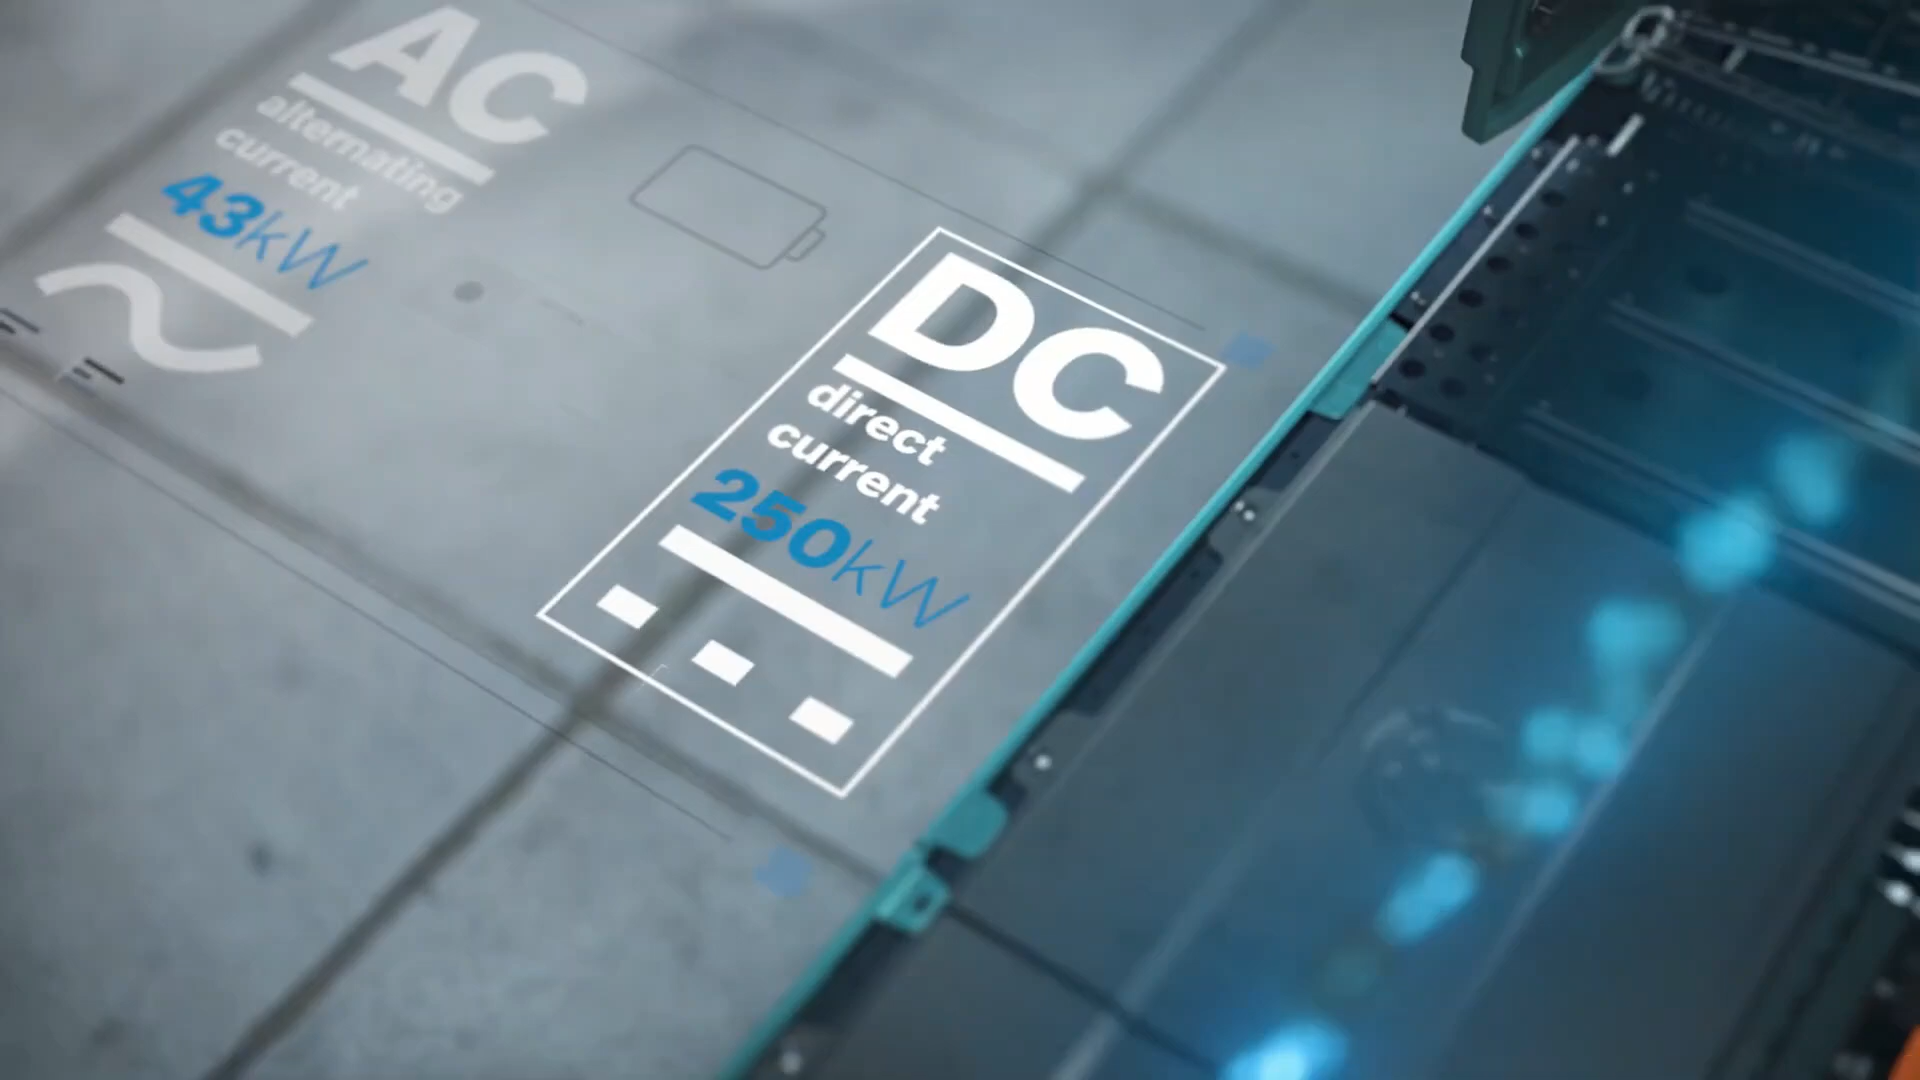 AC
alternating
current
43kW
DC
direct
current
250kW